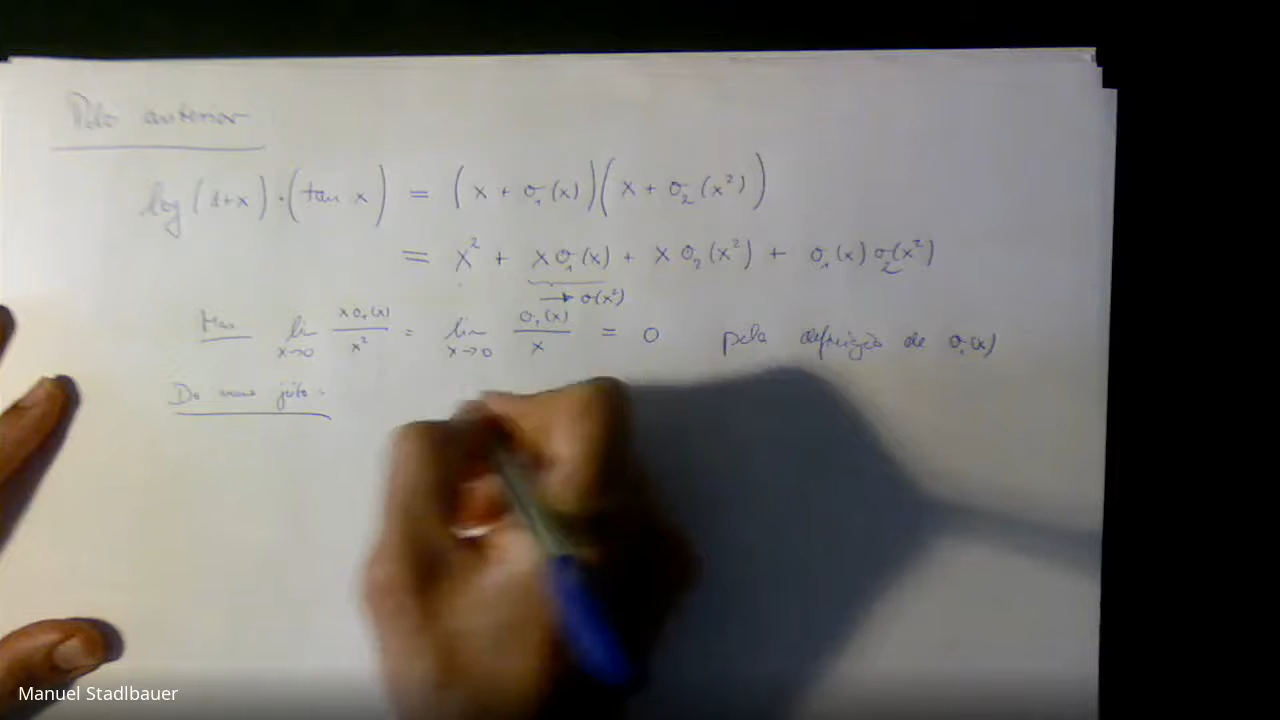 Pelo anterior
log(1+x)·(tan x) = (x + o₁(x))(x + o₂(x²))
= x² + x o₁(x) + x o₂(x²) + o₁(x) o₂(x²)
→ o(x²)
Mas lim x→0 x o₁(x) / x² = lim x→0 o₁(x) / x = 0 pela definição de o₁(x)
Do mesmo jeito:
Manuel Stadlbauer